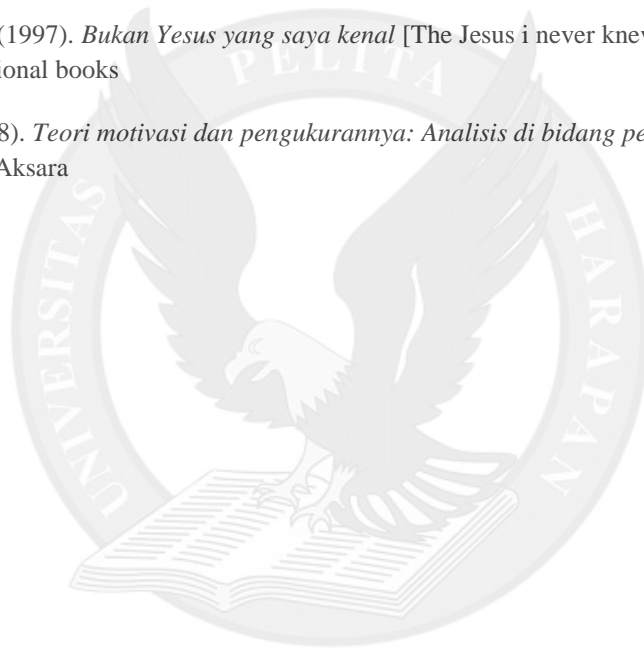 (1997). Bukan Yesus yang saya kenal [The Jesus i never knew
ional books
8). Teori motivasi dan pengukurannya: Analisis di bidang pe
Aksara
UNIVERSITAS PELITA HARAPAN